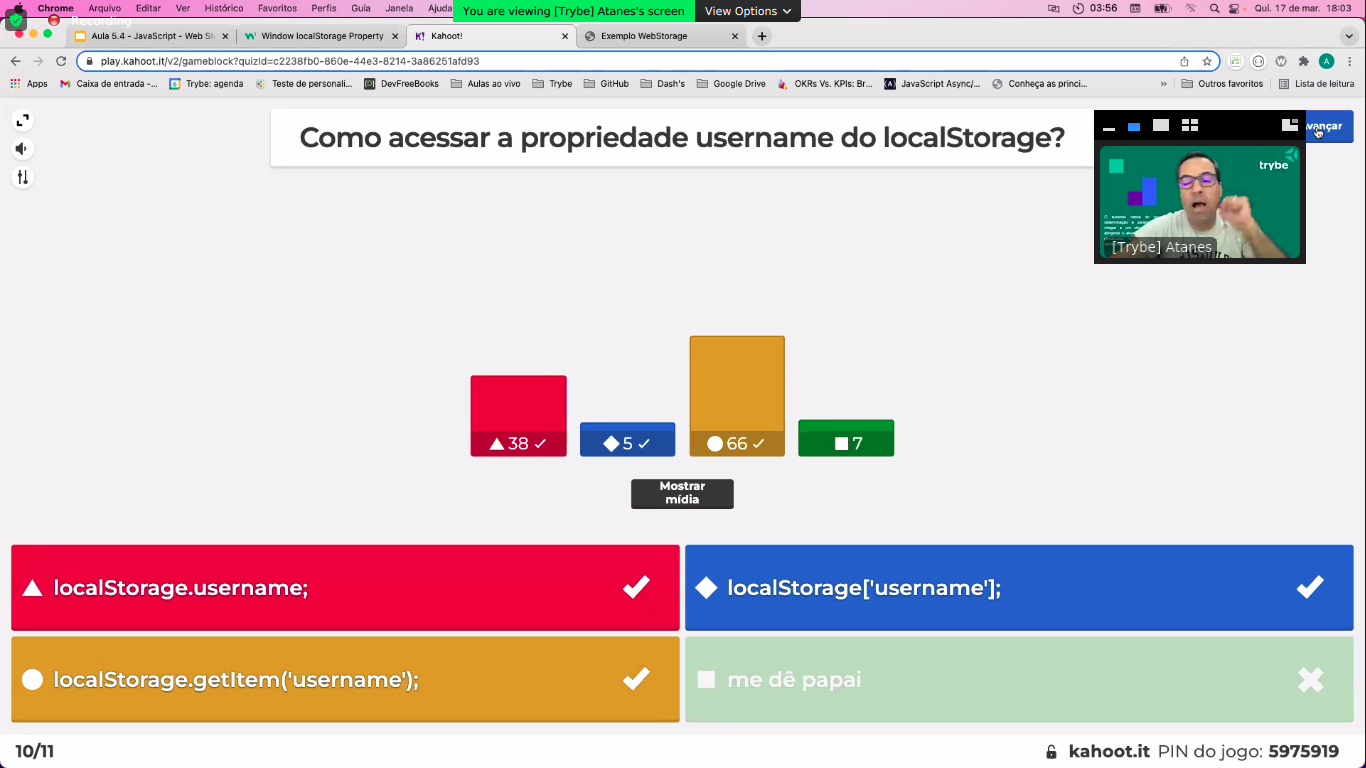 Chrome Arquivo Editar Ver Histórico Favoritos Perfis Guia Janela Ajuda
You are viewing [Trybe] Atanes's screen
View Options
03:56
Qui. 17 de mar. 18:03
Recording
Aula 5.4 - JavaScript - Web St
Window localStorage Property
K!
Kahoot!
Exemplo WebStorage
play.kahoot.it/v2/gameblock?quizId=c2238fb0-860e-44e3-8214-3a86251afd93
A
Apps
Caixa de entrada -...
Trybe: agenda
Teste de personali...
DevFreeBooks
Aulas ao vivo
Trybe
GitHub
Dash's
Google Drive
OKRs Vs. KPIs: Br...
JavaScript Async/...
Conheça as princi...
»
Outros favoritos
Lista de leitura
Como acessar a propriedade username do localStorage?
vançar
trybe
[Trybe] Atanes
38
5
66
7
Mostrar
mídia
localStorage.username;
localStorage['username'];
localStorage.getItem('username');
me dê papai
10/11
kahoot.it PIN do jogo: 5975919